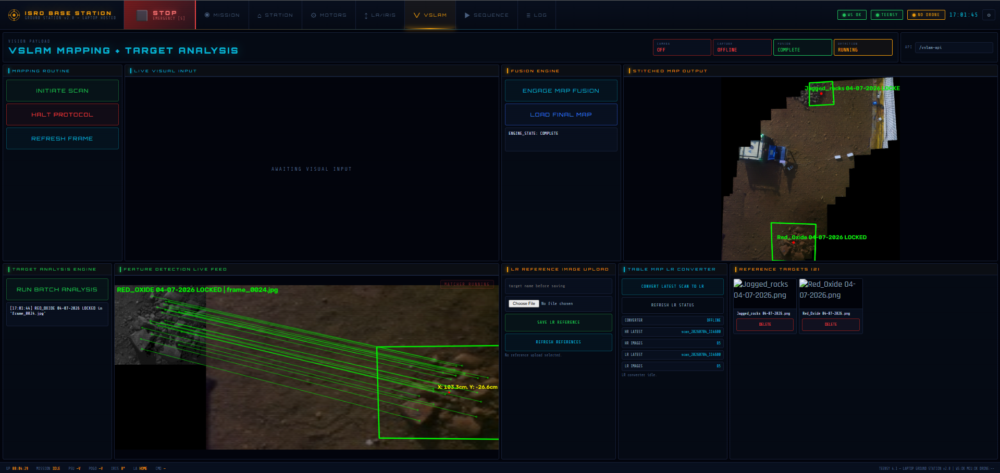 ISRO BASE STATION
GROUND STATION v2.0 — LAPTOP HOSTED
STOP
EMERGENCY [S]
MISSION
STATION
MOTORS
LA/IRIS
VSLAM
SEQUENCE
LOG
WS OK
TEENSY
NO DRONE
17:01:45
VISION PAYLOAD
VSLAM MAPPING + TARGET ANALYSIS
CAMERA
OFF
CAPTURE
OFFLINE
FUSION
COMPLETE
DETECTION
RUNNING
API
/vslam-api
MAPPING ROUTINE
INITIATE SCAN
HALT PROTOCOL
REFRESH FRAME
LIVE VISUAL INPUT
AWAITING VISUAL INPUT
FUSION ENGINE
ENGAGE MAP FUSION
LOAD FINAL MAP
ENGINE_STATE: COMPLETE
STITCHED MAP OUTPUT
Jagged_rocks 04-07-2026 LOCKE
Red_Oxide 04-07-2026 LOCKED
TARGET ANALYSIS ENGINE
RUN BATCH ANALYSIS
[17:01:44] RED_OXIDE 04-07-2026 LOCKED in
'frame_0024.jpg'
FEATURE DETECTION LIVE FEED
MATCHER RUNNING
RED_OXIDE 04-07-2026 LOCKED | frame_0024.jpg
X: 103.3cm, Y: -26.6cm
LR REFERENCE IMAGE UPLOAD
target name before saving
Choose File No file chosen
SAVE LR REFERENCE
REFRESH REFERENCES
No reference upload selected.
TABLE MAP LR CONVERTER
CONVERT LATEST SCAN TO LR
REFRESH LR STATUS
CONVERTER OFFLINE
HR LATEST scan_20260704_114600
HR IMAGES 85
LR LATEST scan_20260704_114600
LR IMAGES 85
LR converter idle.
REFERENCE TARGETS (2)
Jagged_rocks
04-07-2026.png
Jagged_rocks 04-07-2026.png
DELETE
Red_Oxide 04-
07-2026.png
Red_Oxide 04-07-2026.png
DELETE
UP 00:04:29 MISSION IDLE PSU —V POGO —V IRIS 0° LA HOME CMD —
TEENSY 4.1 — LAPTOP GROUND STATION v2.0 | WS:OK MCU:OK DRONE:--